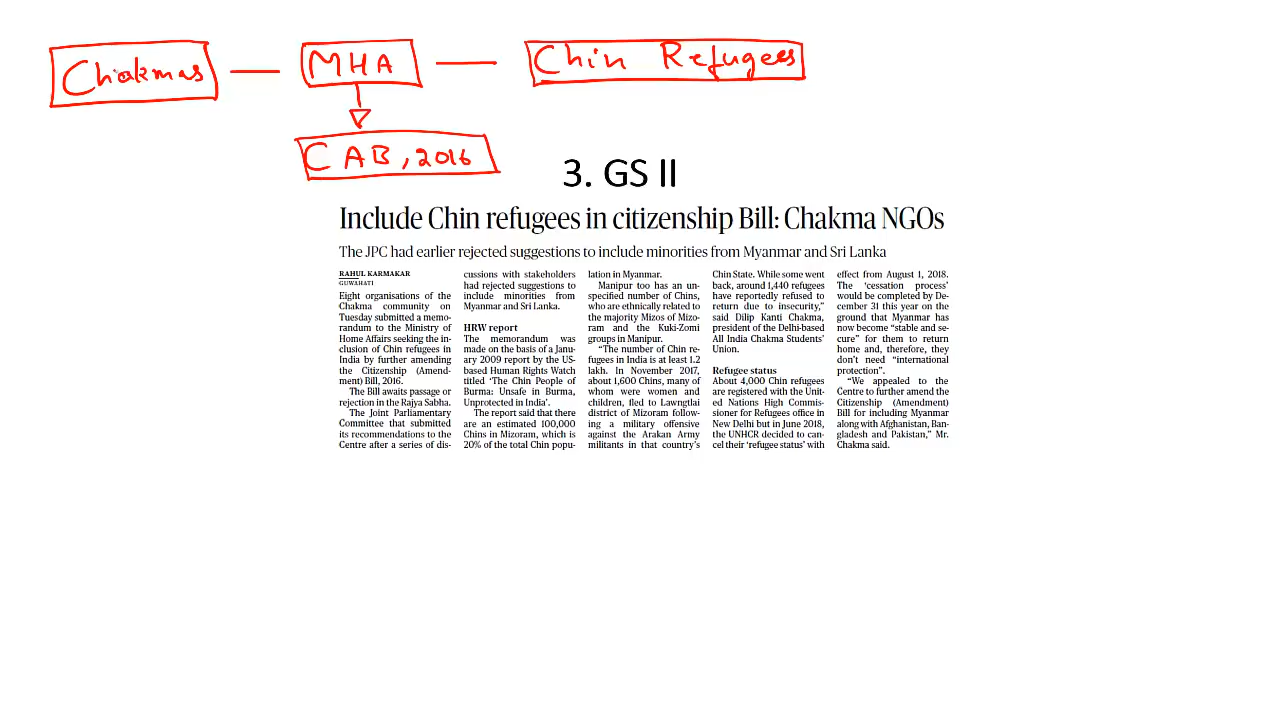 Chakmas MHA Chin Refugees
CAB, 2016
3. GS II
Include Chin refugees in citizenship Bill: Chakma NGOs
The JPC had earlier rejected suggestions to include minorities from Myanmar and Sri Lanka
RAHUL KARMAKAR
GUWAHATI
Eight organisations of the
Chakma community on
Tuesday submitted a memo-
randum to the Ministry of
Home Affairs seeking the in-
clusion of Chin refugees in
India by further amending
the Citizenship (Amend-
ment) Bill, 2016.
The Bill awaits passage or
rejection in the Rajya Sabha.
The Joint Parliamentary
Committee that submitted
its recommendations to the
Centre after a series of dis-
cussions with stakeholders
had rejected suggestions to
include minorities from
Myanmar and Sri Lanka.
HRW report
The memorandum was
made on the basis of a Janu-
ary 2009 report by the US-
based Human Rights Watch
titled 'The Chin People of
Burma: Unsafe in Burma,
Unprotected in India'.
The report said that there
are an estimated 100,000
Chins in Mizoram, which is
20% of the total Chin popu-
lation in Myanmar.
Manipur too has an un-
specified number of Chins,
who are ethnically related to
the majority Mizos of Mizo-
ram and the Kuki-Zomi
groups in Manipur.
"The number of Chin re-
fugees in India is at least 1.2
lakh. In November 2017,
about 1,600 Chins, many of
whom were women and
children, fled to Lawngtlai
district of Mizoram follow-
ing a military offensive
against the Arakan Army
militants in that country's
Chin State. While some went
back, around 1,440 refugees
have reportedly refused to
return due to insecurity,"
said Dilip Kanti Chakma,
president of the Delhi-based
All India Chakma Students'
Union.
Refugee status
About 4,000 Chin refugees
are registered with the Unit-
ed Nations High Commis-
sioner for Refugees office in
New Delhi but in June 2018,
the UNHCR decided to can-
cel their 'refugee status' with
effect from August 1, 2018.
The 'cessation process'
would be completed by De-
cember 31 this year on the
ground that Myanmar has
now become "stable and se-
cure" for them to return
home and, therefore, they
don't need "international
protection".
"We appealed to the
Centre to further amend the
Citizenship (Amendment)
Bill for including Myanmar
along with Afghanistan, Ban-
gladesh and Pakistan," Mr.
Chakma said.